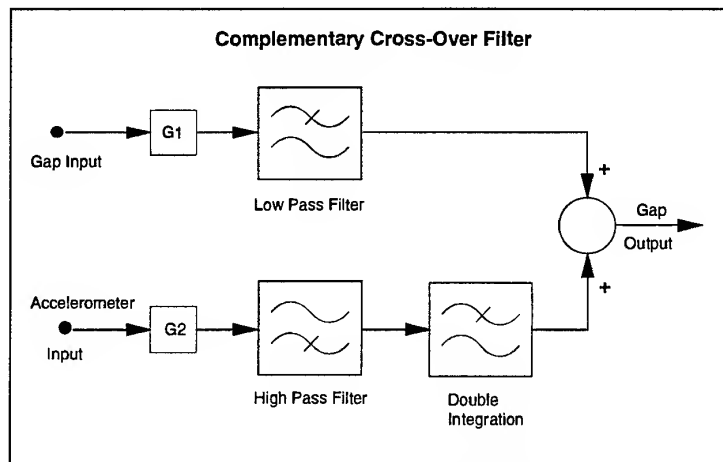 Complementary Cross-Over Filter
G1
Gap Input
Low Pass Filter
+
Gap
Output
+
Accelerometer
Input
G2
High Pass Filter
Double
Integration